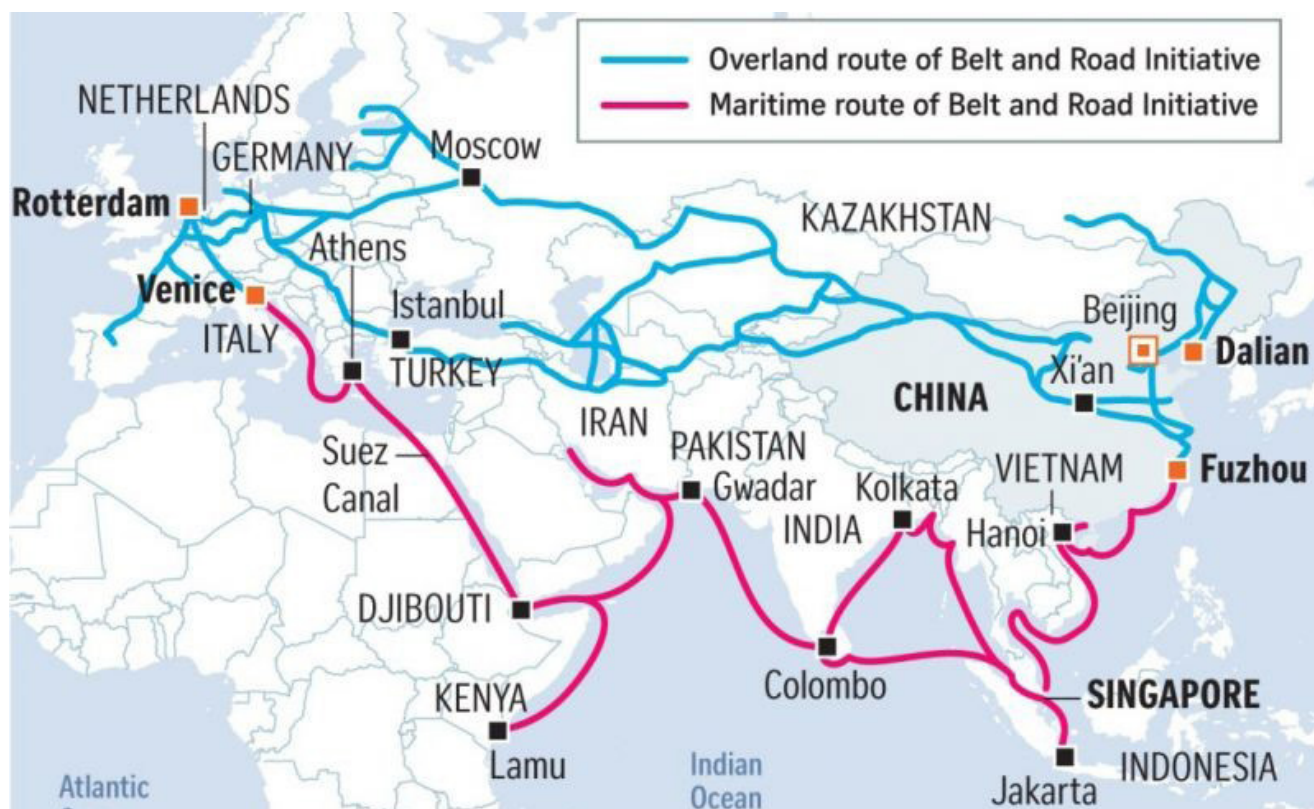 Overland route of Belt and Road Initiative
Maritime route of Belt and Road Initiative
NETHERLANDS
GERMANY
Moscow
Rotterdam
KAZAKHSTAN
Athens
Venice
Istanbul
Beijing
ITALY
TURKEY
Dalian
Xi'an
CHINA
IRAN
PAKISTAN
Suez
Canal
Gwadar
Kolkata
VIETNAM
Fuzhou
INDIA
Hanoi
DJIBOUTI
Colombo
KENYA
SINGAPORE
Lamu
Indian
Ocean
Jakarta
INDONESIA
Atlantic